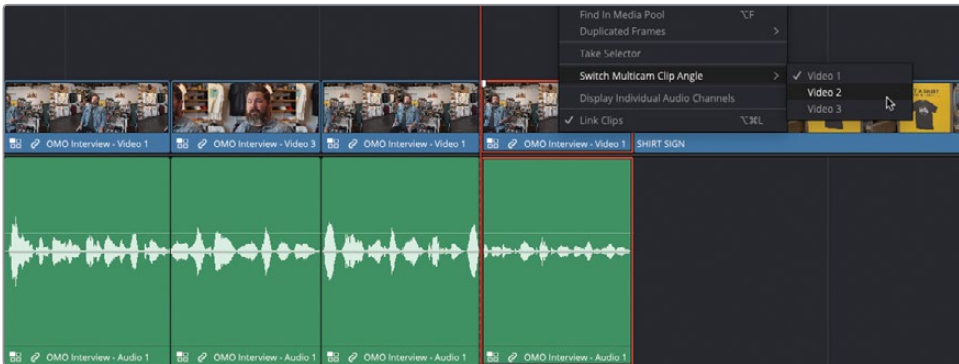 Find In Media Pool ⌥F
Duplicated Frames >
Take Selector
Switch Multicam Clip Angle > ✓ Video 1
Display Individual Audio Channels Video 2
✓ Link Clips ⌥⌘L Video 3
OMO Interview - Video 1 OMO Interview - Video 3 OMO Interview - Video 1 OMO Interview - Video 1 SHIRT SIGN
OMO Interview - Audio 1 OMO Interview - Audio 1 OMO Interview - Audio 1 OMO Interview - Audio 1